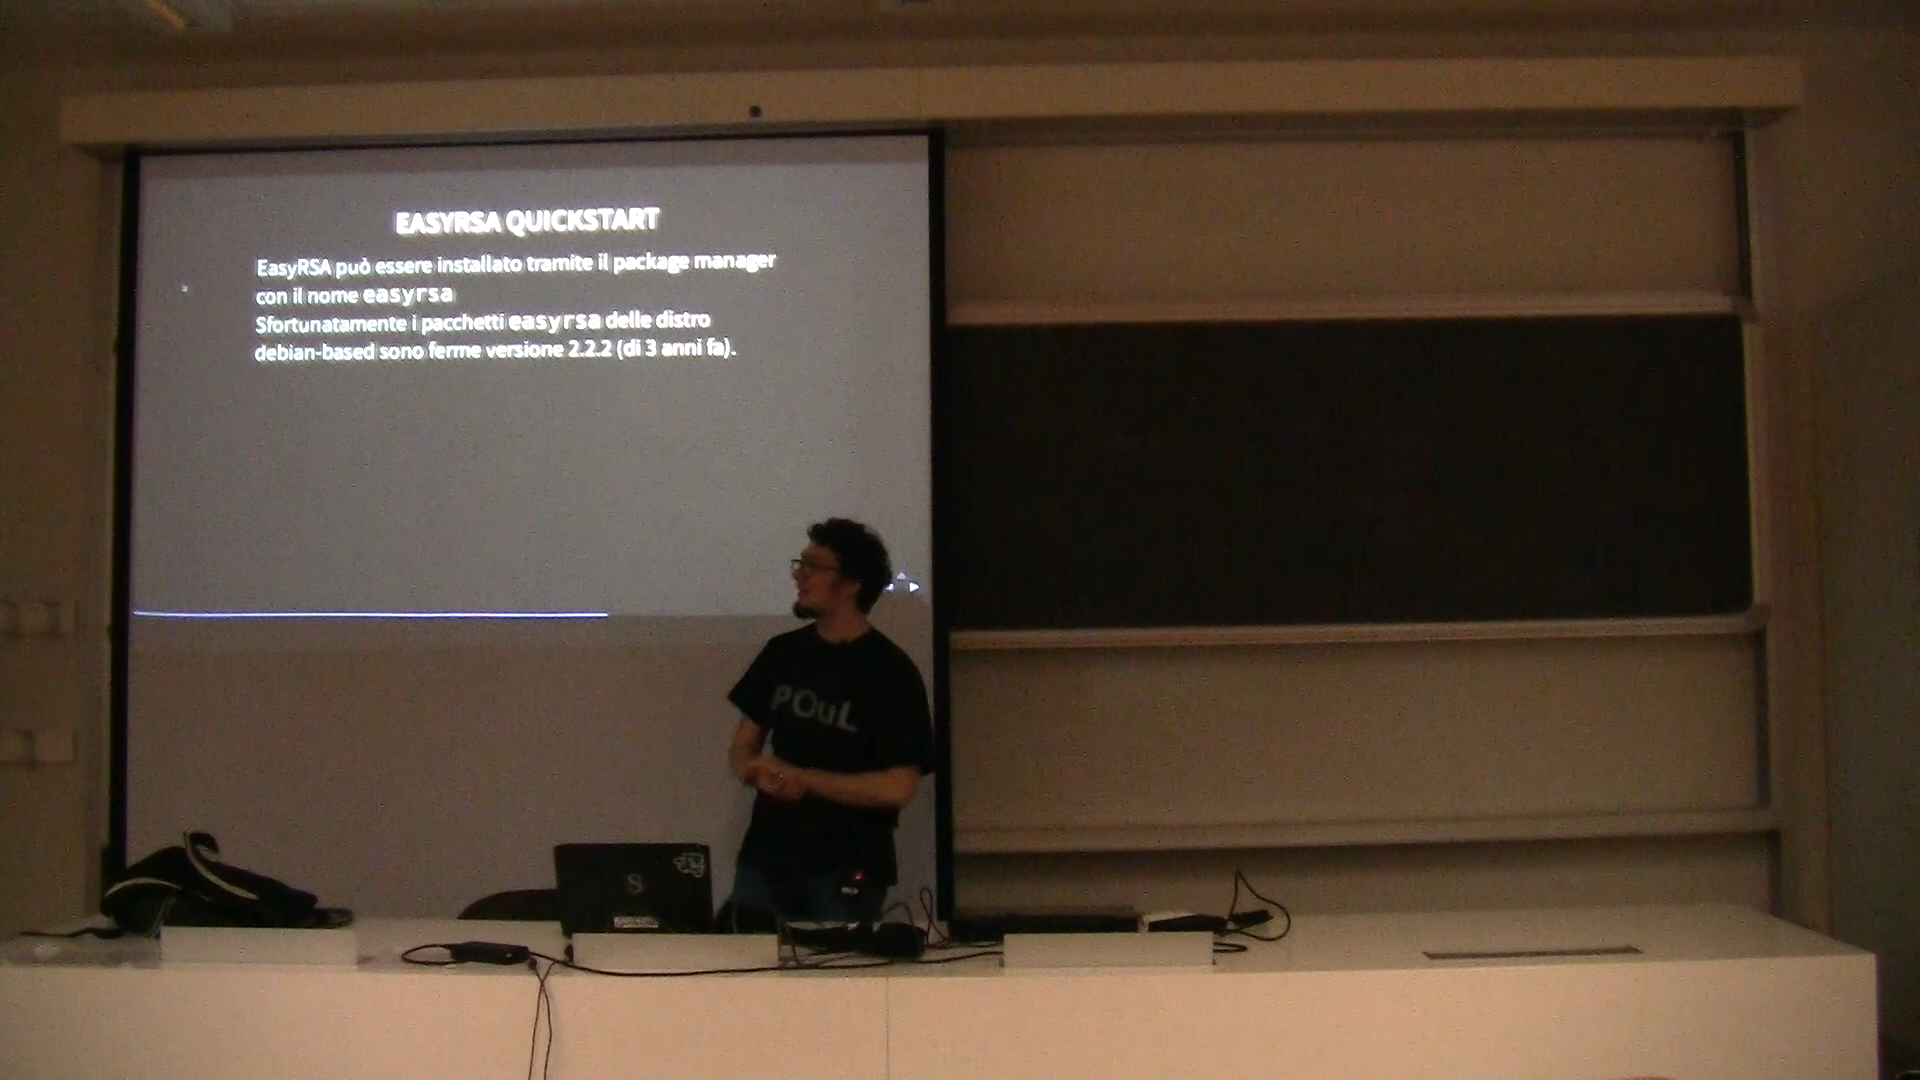 EASYRSA QUICKSTART
EasyRSA può essere installato tramite il package manager
con il nome easyrsa
Sfortunatamente i pacchetti easyrsa delle distro
debian-based sono ferme versione 2.2.2 (di 3 anni fa).
POuL
S